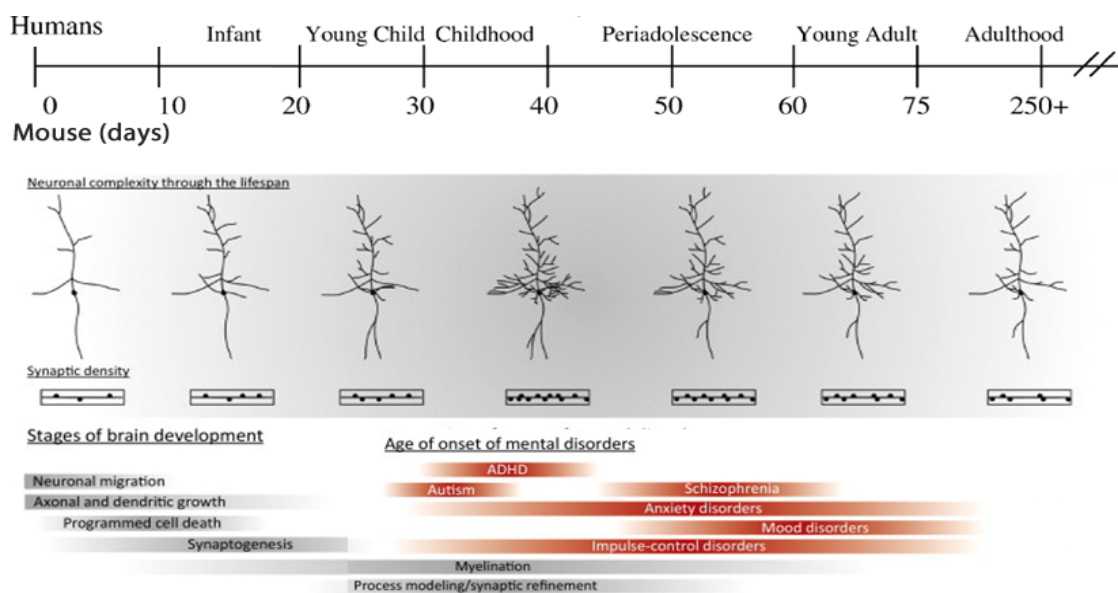 Humans
Infant Young Child Childhood Periadolescence Young Adult Adulthood
0 10 20 30 40 50 60 75 250+
Mouse (days)
Neuronal complexity through the lifespan
Synaptic density
Stages of brain development
Age of onset of mental disorders
ADHD
Neuronal migration
Autism Schizophrenia
Axonal and dendritic growth
Anxiety disorders
Programmed cell death
Mood disorders
Synaptogenesis
Impulse-control disorders
Myelination
Process modeling/synaptic refinement